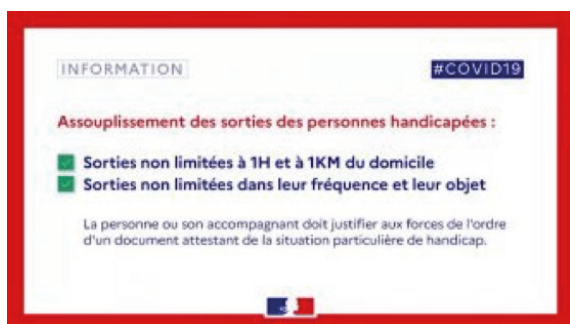 INFORMATION
#COVID19
Assouplissement des sorties des personnes handicapées :
Sorties non limitées à 1H et à 1KM du domicile
Sorties non limitées dans leur fréquence et leur objet
La personne ou son accompagnant doit justifier aux forces de l'ordre
d'un document attestant de la situation particulière de handicap.